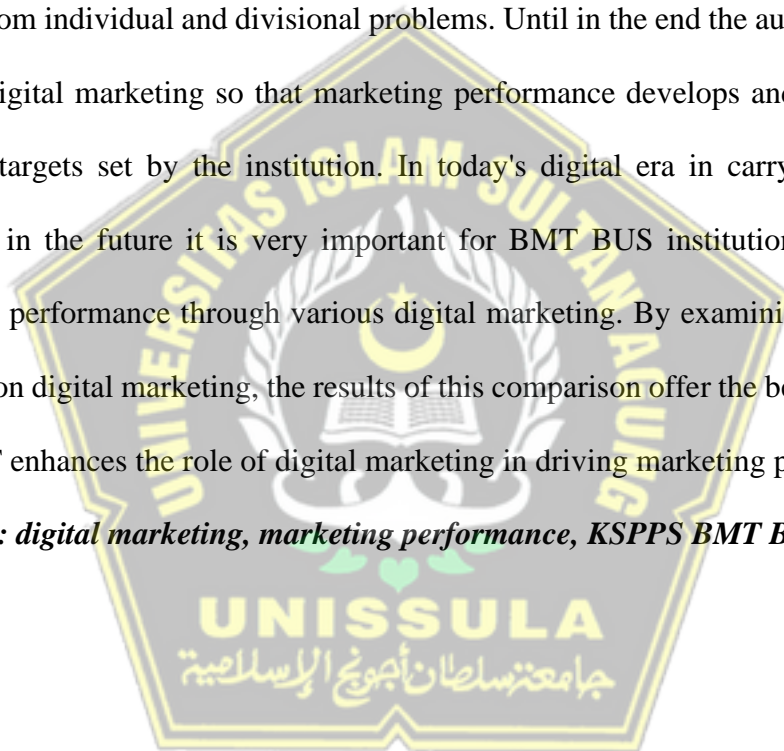 om individual and divisional problems. Until in the end the au
igital marketing so that marketing performance develops and
targets set by the institution. In today's digital era in carry
in the future it is very important for BMT BUS institution
performance through various digital marketing. By examini
on digital marketing, the results of this comparison offer the be
enhances the role of digital marketing in driving marketing p
: digital marketing, marketing performance, KSPPS BMT B
UNIVERSITAS ISLAM SULTAN AGUNG
UNISSULA
جامعة سلطان أجونج الإسلامية